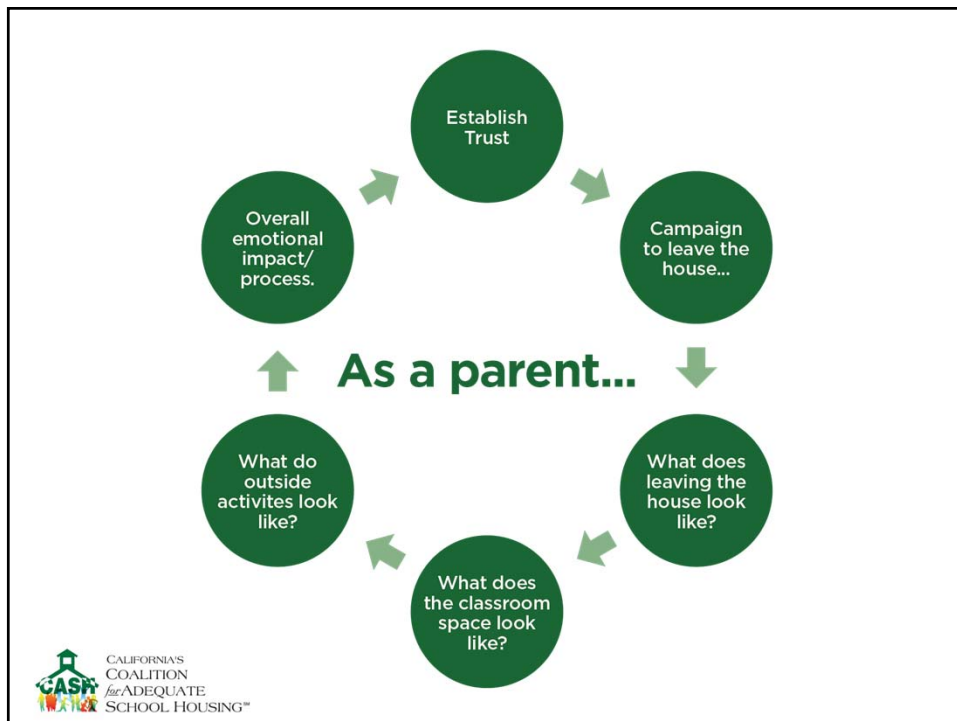 Establish
Trust
Campaign
to leave the
house...
What does
leaving the
house look
like?
What does
the classroom
space look
like?
What do
outside
activites look
like?
Overall
emotional
impact/
process.
As a parent...
CASH
CALIFORNIA'S
COALITION
for ADEQUATE
SCHOOL HOUSING℠